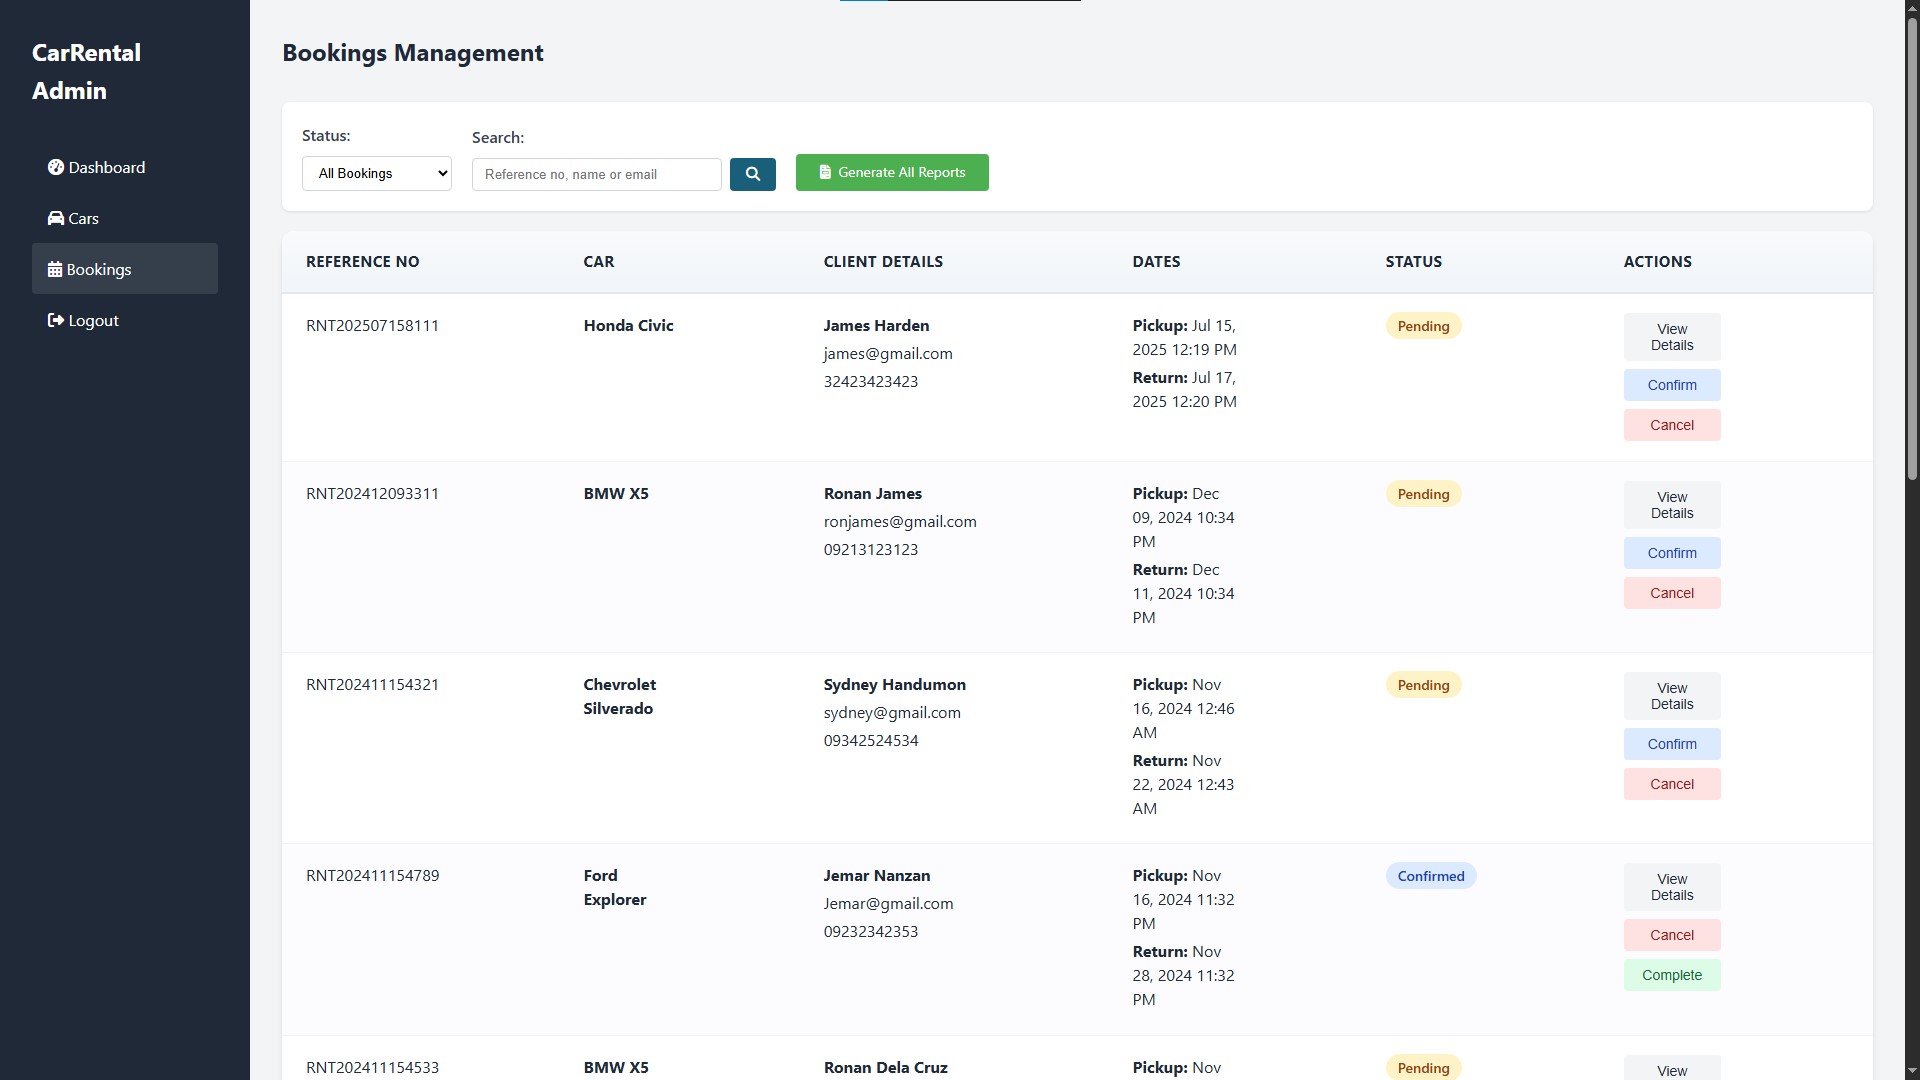 CarRental
Admin
Dashboard
Cars
Bookings
Logout
Bookings Management
Status:
All Bookings
Search:
Reference no, name or email
Generate All Reports
REFERENCE NO CAR CLIENT DETAILS DATES STATUS ACTIONS
RNT202507158111
Honda Civic
James Harden
james@gmail.com
32423423423
Pickup: Jul 15,
2025 12:19 PM
Return: Jul 17,
2025 12:20 PM
Pending
View
Details
Confirm
Cancel
RNT202412093311
BMW X5
Ronan James
ronjames@gmail.com
09213123123
Pickup: Dec
09, 2024 10:34
PM
Return: Dec
11, 2024 10:34
PM
Pending
View
Details
Confirm
Cancel
RNT202411154321
Chevrolet
Silverado
Sydney Handumon
sydney@gmail.com
09342524534
Pickup: Nov
16, 2024 12:46
AM
Return: Nov
22, 2024 12:43
AM
Pending
View
Details
Confirm
Cancel
RNT202411154789
Ford
Explorer
Jemar Nanzan
Jemar@gmail.com
09232342353
Pickup: Nov
16, 2024 11:32
PM
Return: Nov
28, 2024 11:32
PM
Confirmed
View
Details
Cancel
Complete
RNT202411154533
BMW X5
Ronan Dela Cruz
Pickup: Nov
Pending
View